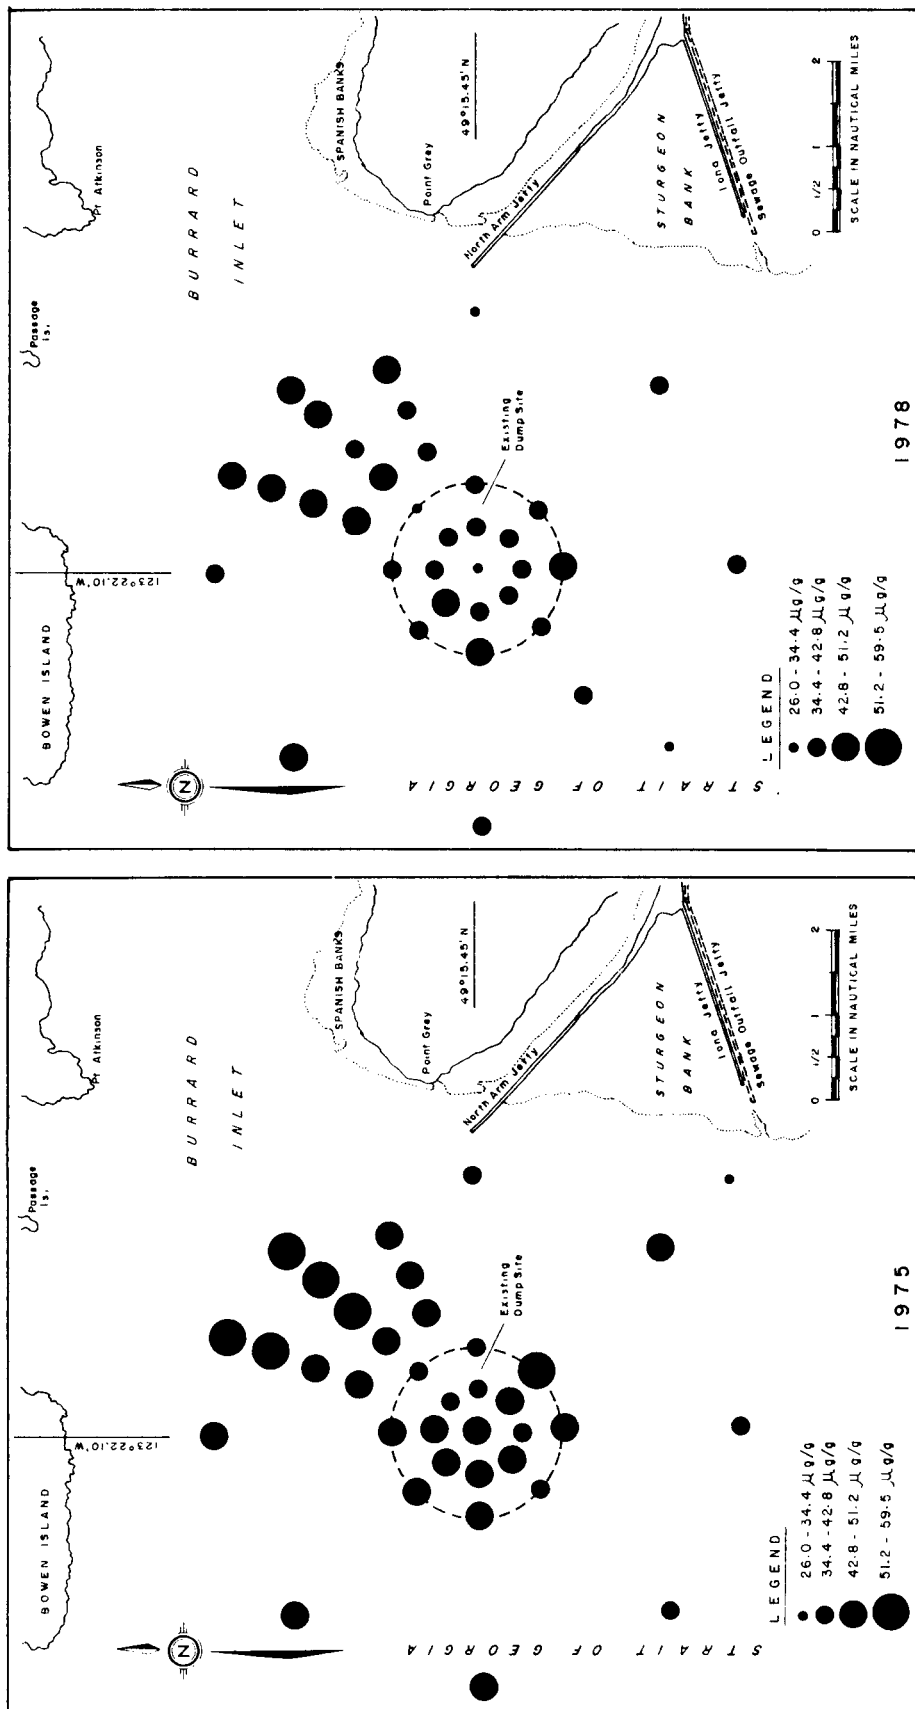 BOWEN ISLAND
123°22.10'W
Passage
Is.
Pt Atkinson
BURRARD
INLET
SPANISH BANKS
Point Grey
49°15.45'N
North Arm Jetty
STURGEON
BANK
Iona Jetty
Sewage Outfall Jetty
Existing
Dump Site
N
STRAIT OF GEORGIA
LEGEND
26.0 - 34.4 µg/g
34.4 - 42.8 µg/g
42.8 - 51.2 µg/g
51.2 - 59.5 µg/g
1978
0 1/2 1 2
SCALE IN NAUTICAL MILES
BOWEN ISLAND
123°22.10'W
Passage
Is.
Pt Atkinson
BURRARD
INLET
SPANISH BANKS
Point Grey
49°15.45'N
North Arm Jetty
STURGEON
BANK
Iona Jetty
Sewage Outfall Jetty
Existing
Dump Site
N
STRAIT OF GEORGIA
LEGEND
26.0 - 34.4 µg/g
34.4 - 42.8 µg/g
42.8 - 51.2 µg/g
51.2 - 59.5 µg/g
1975
0 1/2 1 2
SCALE IN NAUTICAL MILES